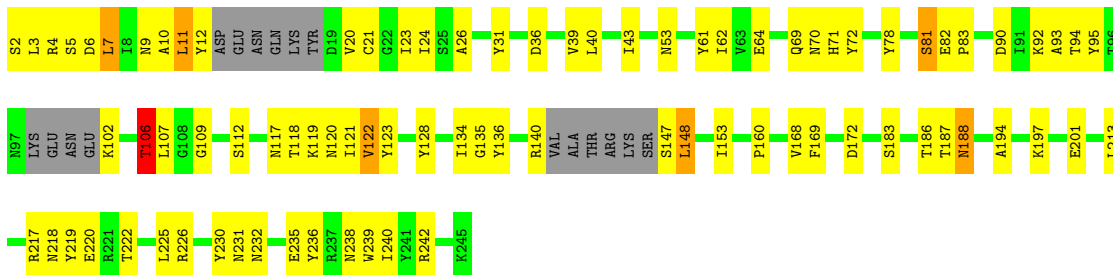 S2 L3 R4 S5 D6 L7 I8 N9 A10 L11 Y12 ASP GLU ASN GLN LYS TYR D19 V20 C21 G22 I23 I24 S25 A26 Y31 D36 V39 L40 I43 N53 Y61 I62 V63 E64 Q69 N70 H71 Y72 Y78 S81 E82 P83 D90 I91 K92 A93 T94 Y95 T96
N97 LYS GLU ASN GLU K102 T106 L107 G108 G109 S112 N117 T118 K119 N120 I121 V122 Y123 Y128 I134 G135 Y136 R140 VAL ALA THR ARG LYS SER S147 L148 I153 P160 V168 F169 D172 S183 T186 T187 N188 A194 K197 E201 L213
R217 N218 Y219 E220 R221 T222 L225 R226 Y230 N231 N232 E235 Y236 R237 N238 W239 I240 Y241 R242 K245